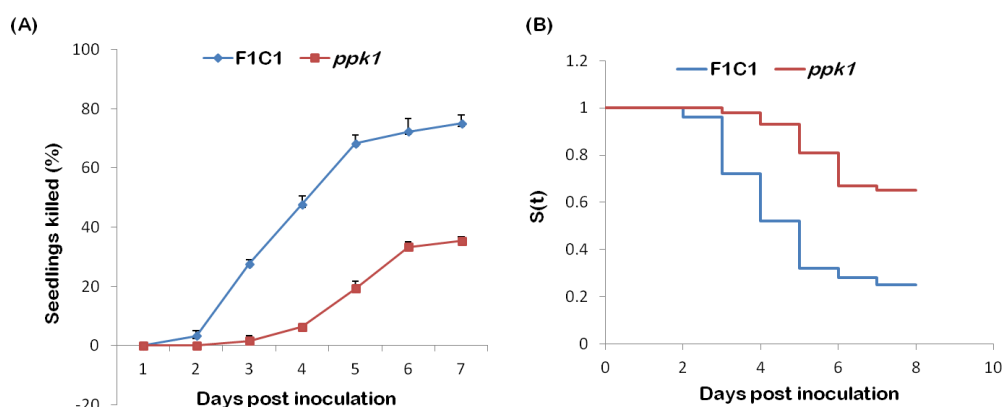 (A)
F1C1 ppk1
100
80
60
40
20
0
-20
1 2 3 4 5 6 7
Seedlings killed (%)
Days post inoculation
(B)
F1C1 ppk1
1.2
1
0.8
0.6
0.4
0.2
0
0 2 4 6 8 10
S(t)
Days post inoculation